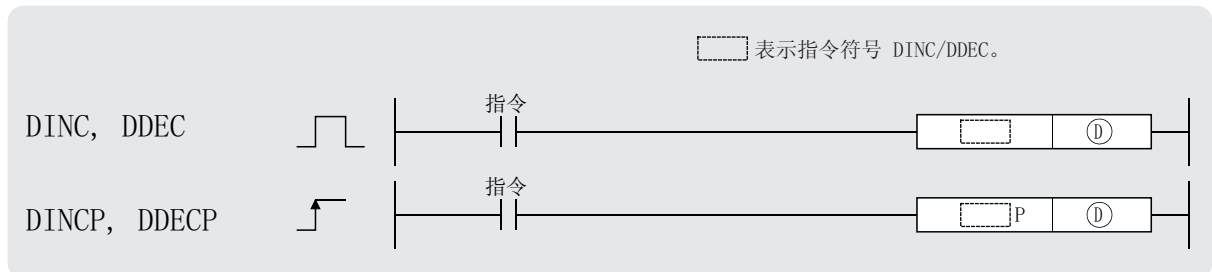 表示指令符号 DINC/DDEC。
指令
DINC, DDEC
Ⓓ
指令
DINCP, DDECP
P
Ⓓ